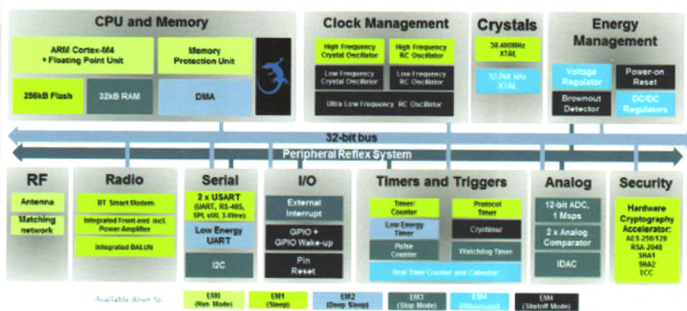 CPU and Memory
ARM Cortex-M4
+ Floating Point Unit
Memory
Protection Unit
256kB Flash
32kB RAM
DMA
Clock Management
High Frequency
Crystal Oscillator
High Frequency
RC Oscillator
Low Frequency
Crystal Oscillator
Low Frequency
RC Oscillator
Ultra Low Frequency RC Oscillator
Crystals
38.400MHz
XTAL
32.768 kHz
XTAL
Energy
Management
Voltage
Regulator
Power-on
Reset
Brownout
Detector
DC/DC
Regulators
32-bit bus
Peripheral Reflex System
RF
Antenna
Matching
network
Radio
BT Smart Modem
Integrated Front-end incl.
Power Amplifier
Integrated BALUN
Serial
2 x USART
(UART, RS-485,
SPI, 3-Wire)
Low Energy
UART
I2C
I/O
External
Interrupt
GPIO +
GPIO Wake-up
Pin
Reset
Timers and Triggers
Timer/
Counter
Protocol
Timer
Low Energy
Timer
Cryotimer
Pulse
Counter
Watchdog Timer
Real Time Counter and Calendar
Analog
12-bit ADC,
1 Msps
2 x Analog
Comparator
IDAC
Security
Hardware
Cryptography
Accelerator:
AES-256/128
RSA-2048
SHA1
SHA2
ECC
Available down to:
EM0
(Run Mode)
EM1
(Sleep)
EM2
(Deep Sleep)
EM3
(Stop Mode)
EM4
(Hibernate)
EM4
(Shutoff Mode)